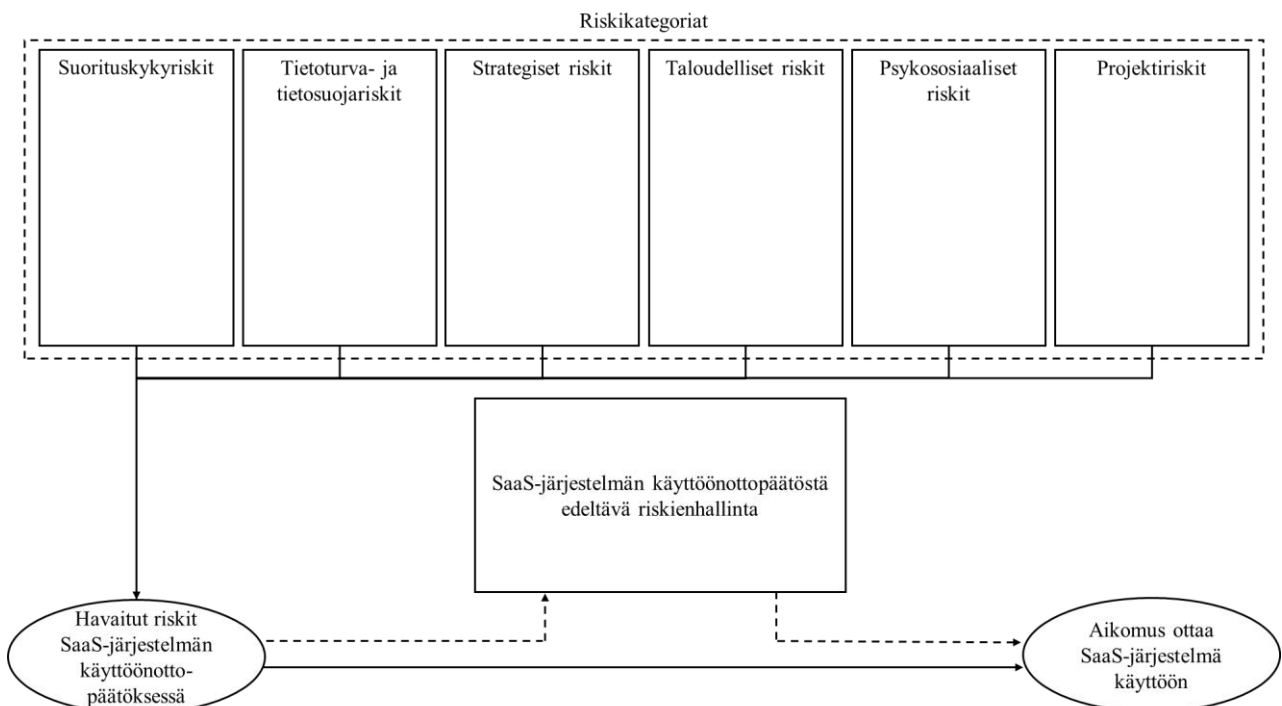 Riskikategoriat
Suorituskykyriskit
Tietoturva- ja
tietosuojariskit
Strategiset riskit
Taloudelliset riskit
Psykososiaaliset
riskit
Projektiriskit
SaaS-järjestelmän käyttöönottopäätöstä
edeltävä riskienhallinta
Havaitut riskit
SaaS-järjestelmän
käyttöönotto-
päätöksessä
Aikomus ottaa
SaaS-järjestelmä
käyttöön